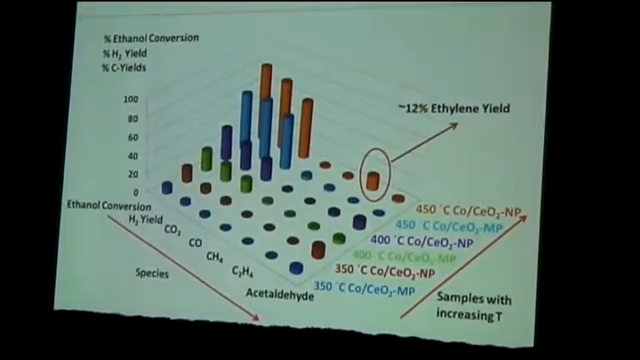 % Ethanol Conversion
% H₂ Yield
% C-Yields
100
80
60
40
20
0
~12% Ethylene Yield
Ethanol Conversion
H₂ Yield
CO₂
CO
CH₄
C₂H₄
Acetaldehyde
Species
450 °C Co/CeO₂-NP
450 °C Co/CeO₂-MP
400 °C Co/CeO₂-NP
400 °C Co/CeO₂-MP
350 °C Co/CeO₂-NP
350 °C Co/CeO₂-MP
Samples with
increasing T